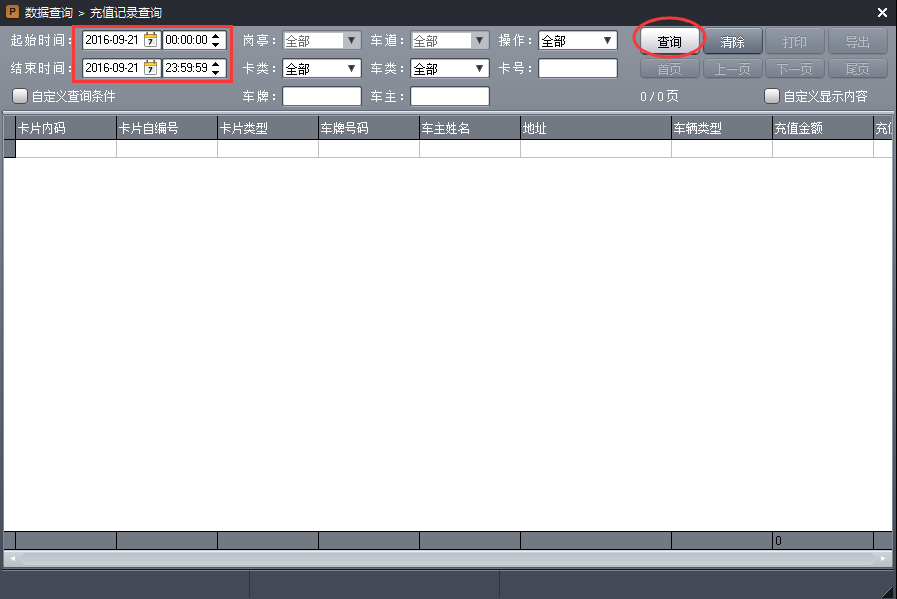 P 数据查询 > 充值记录查询
起始时间: 2016-09-21 7 00:00:00 岗亭: 全部 车道: 全部 操作: 全部 查询 清除 打印 导出
结束时间: 2016-09-21 7 23:59:59 卡类: 全部 车类: 全部 卡号: 首页 上一页 下一页 尾页
自定义查询条件 车牌: 车主: 0/0页 自定义显示内容
卡片内码 卡片自编号 卡片类型 车牌号码 车主姓名 地址 车辆类型 充值金额
0